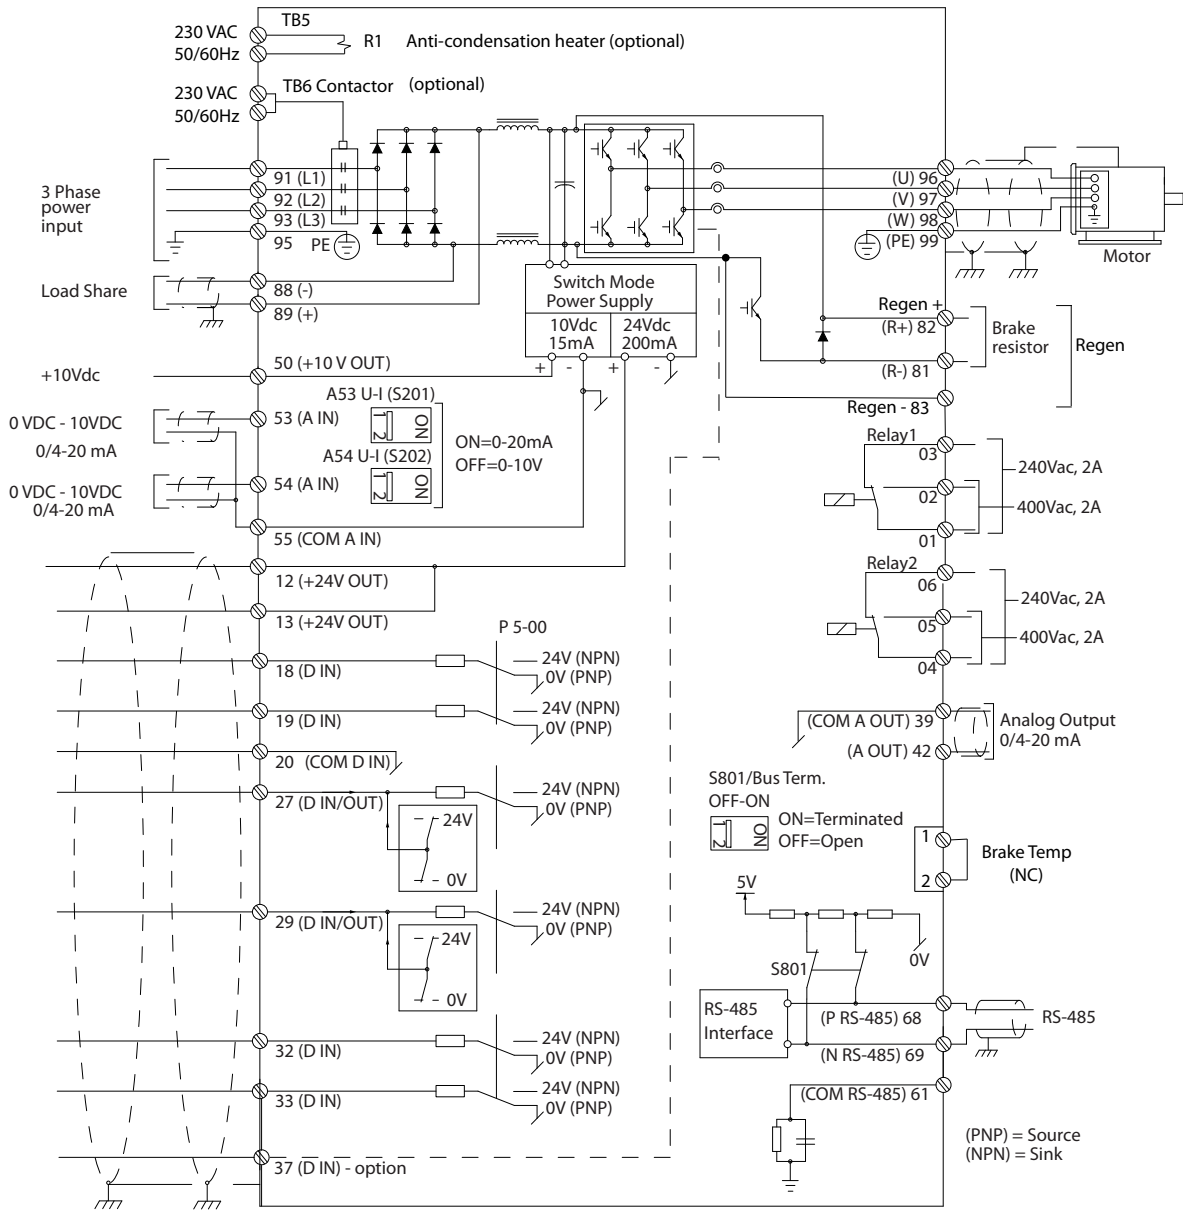 TB5
230 VAC
50/60Hz
R1
Anti-condensation heater (optional)
TB6 Contactor (optional)
230 VAC
50/60Hz
3 Phase
power
input
91 (L1)
92 (L2)
93 (L3)
95
PE
(U) 96
(V) 97
(W) 98
(PE) 99
Motor
Load Share
88 (-)
89 (+)
Switch Mode
Power Supply
10Vdc
15mA
24Vdc
200mA
+
-
+
-
Regen +
(R+) 82
Brake
resistor
Regen
(R-) 81
Regen - 83
+10Vdc
50 (+10 V OUT)
A53 U-I (S201)
1 2
ON
0 VDC - 10VDC
0/4-20 mA
53 (A IN)
ON=0-20mA
OFF=0-10V
A54 U-I (S202)
1 2
ON
0 VDC - 10VDC
0/4-20 mA
54 (A IN)
55 (COM A IN)
Relay1
03
02
01
240Vac, 2A
400Vac, 2A
12 (+24V OUT)
13 (+24V OUT)
Relay2
06
05
04
240Vac, 2A
400Vac, 2A
P 5-00
18 (D IN)
24V (NPN)
0V (PNP)
19 (D IN)
24V (NPN)
0V (PNP)
20 (COM D IN)
27 (D IN/OUT)
24V (NPN)
0V (PNP)
24V
0V
29 (D IN/OUT)
24V (NPN)
0V (PNP)
24V
0V
32 (D IN)
24V (NPN)
0V (PNP)
33 (D IN)
24V (NPN)
0V (PNP)
37 (D IN) - option
(COM A OUT) 39
(A OUT) 42
Analog Output
0/4-20 mA
S801/Bus Term.
OFF-ON
1 2
ON
ON=Terminated
OFF=Open
1
2
Brake Temp
(NC)
5V
S801
0V
RS-485
Interface
(P RS-485) 68
(N RS-485) 69
RS-485
(COM RS-485) 61
(PNP) = Source
(NPN) = Sink